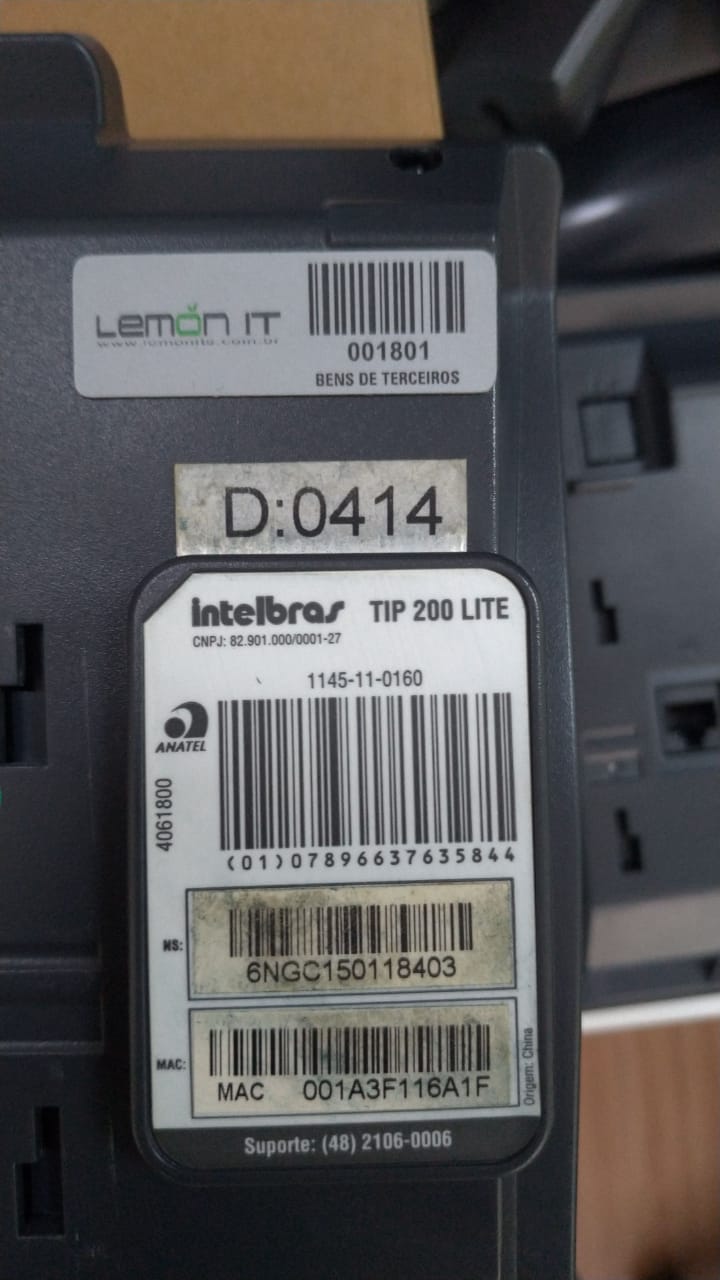 LEMON IT
www.lemonits.com.br
001801
BENS DE TERCEIROS
D:0414
intelbras TIP 200 LITE
CNPJ: 82.901.000/0001-27
1145-11-0160
ANATEL
4061800
(01)07896637635844
NS:
6NGC150118403
MAC:
MAC 001A3F116A1F
Origem: China
Suporte: (48) 2106-0006